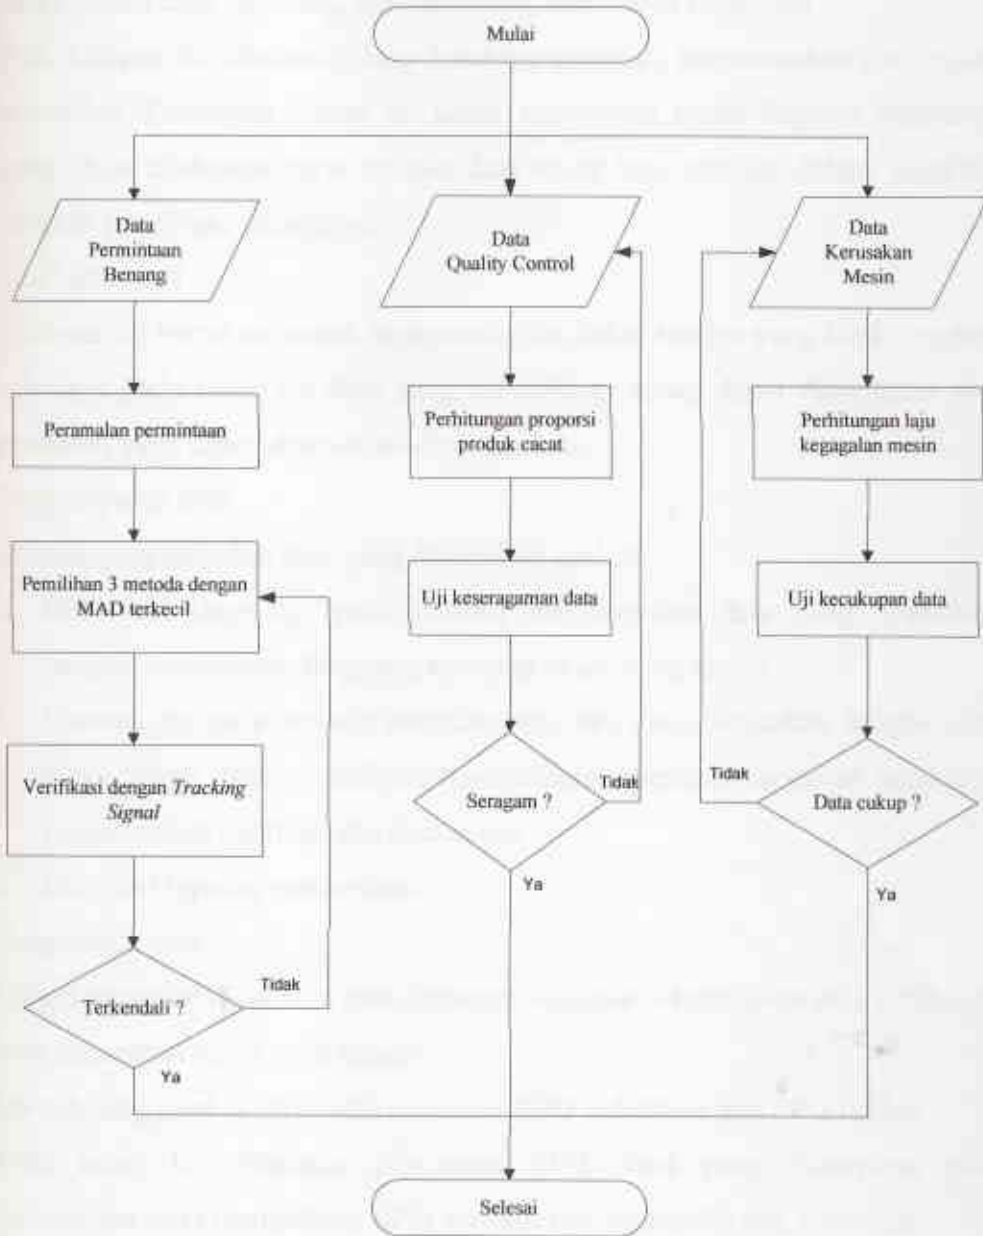 Mulai
Data
Permintaan
Benang
Data
Quality Control
Data
Kerusakan
Mesin
Peramalan permintaan
Perhitungan proporsi
produk cacat
Perhitungan laju
kegagalan mesin
Pemilihan 3 metoda dengan
MAD terkecil
Uji keseragaman data
Uji kecukupan data
Verifikasi dengan Tracking
Signal
Seragam ?
Tidak
Tidak
Data cukup ?
Ya
Ya
Terkendali ?
Tidak
Ya
Selesai